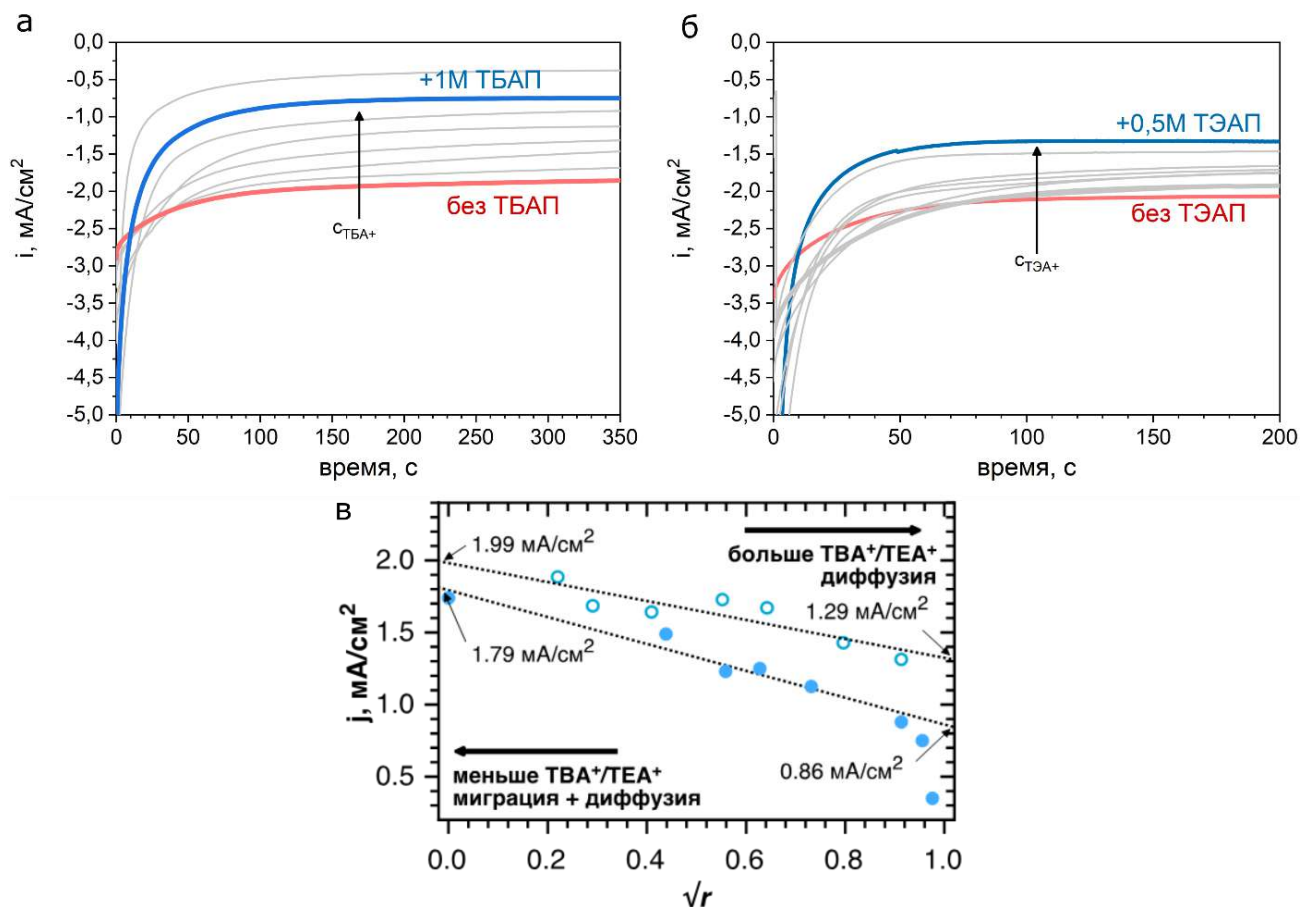 а
i, мА/см²
0,0
-0,5
-1,0
-1,5
-2,0
-2,5
-3,0
-3,5
-4,0
-4,5
-5,0
+1М ТБАП
без ТБАП
cТБА+
0 50 100 150 200 250 300 350
время, с
б
i, мА/см²
0,0
-0,5
-1,0
-1,5
-2,0
-2,5
-3,0
-3,5
-4,0
-4,5
-5,0
+0,5М ТЭАП
без ТЭАП
cТЭА+
0 50 100 150 200
время, с
в
j, мА/см²
2.0
1.5
1.0
0.5
1.99 мА/см²
больше TBA⁺/TEA⁺
диффузия
1.29 мА/см²
1.79 мА/см²
0.86 мА/см²
меньше TBA⁺/TEA⁺
миграция + диффузия
0.0 0.2 0.4 0.6 0.8 1.0
√r